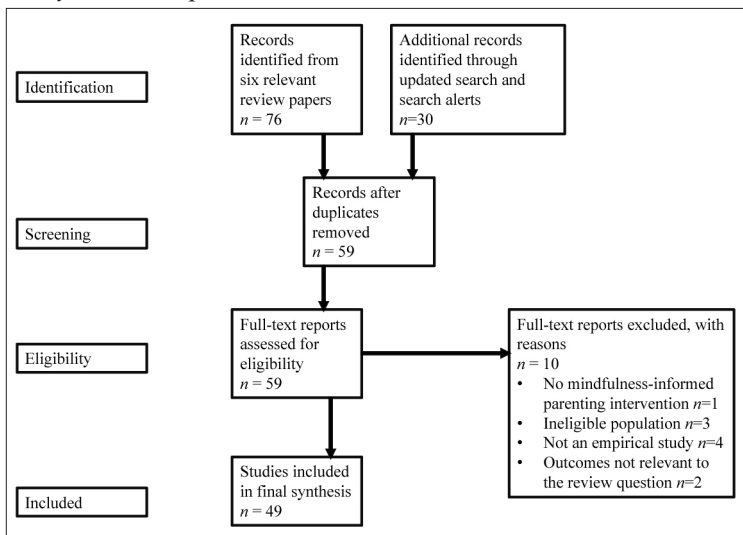 Identification
Records
identified from
six relevant
review papers
n = 76
Additional records
identified through
updated search and
search alerts
n=30
Screening
Records after
duplicates
removed
n = 59
Eligibility
Full-text reports
assessed for
eligibility
n = 59
Full-text reports excluded, with
reasons
n = 10
• No mindfulness-informed
parenting intervention n=1
• Ineligible population n=3
• Not an empirical study n=4
• Outcomes not relevant to
the review question n=2
Included
Studies included
in final synthesis
n = 49